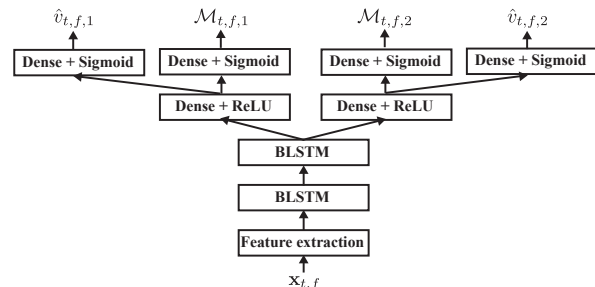 v̂_{t,f,1} M_{t,f,1} M_{t,f,2} v̂_{t,f,2}
Dense + Sigmoid Dense + Sigmoid Dense + Sigmoid Dense + Sigmoid
Dense + ReLU Dense + ReLU
BLSTM
BLSTM
Feature extraction
x_{t,f}